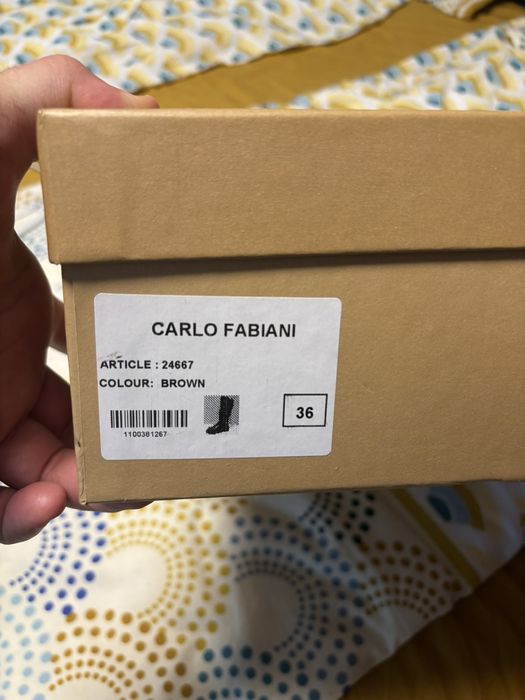 CARLO FABIANI
ARTICLE : 24667
COLOUR: BROWN
36
1100381267